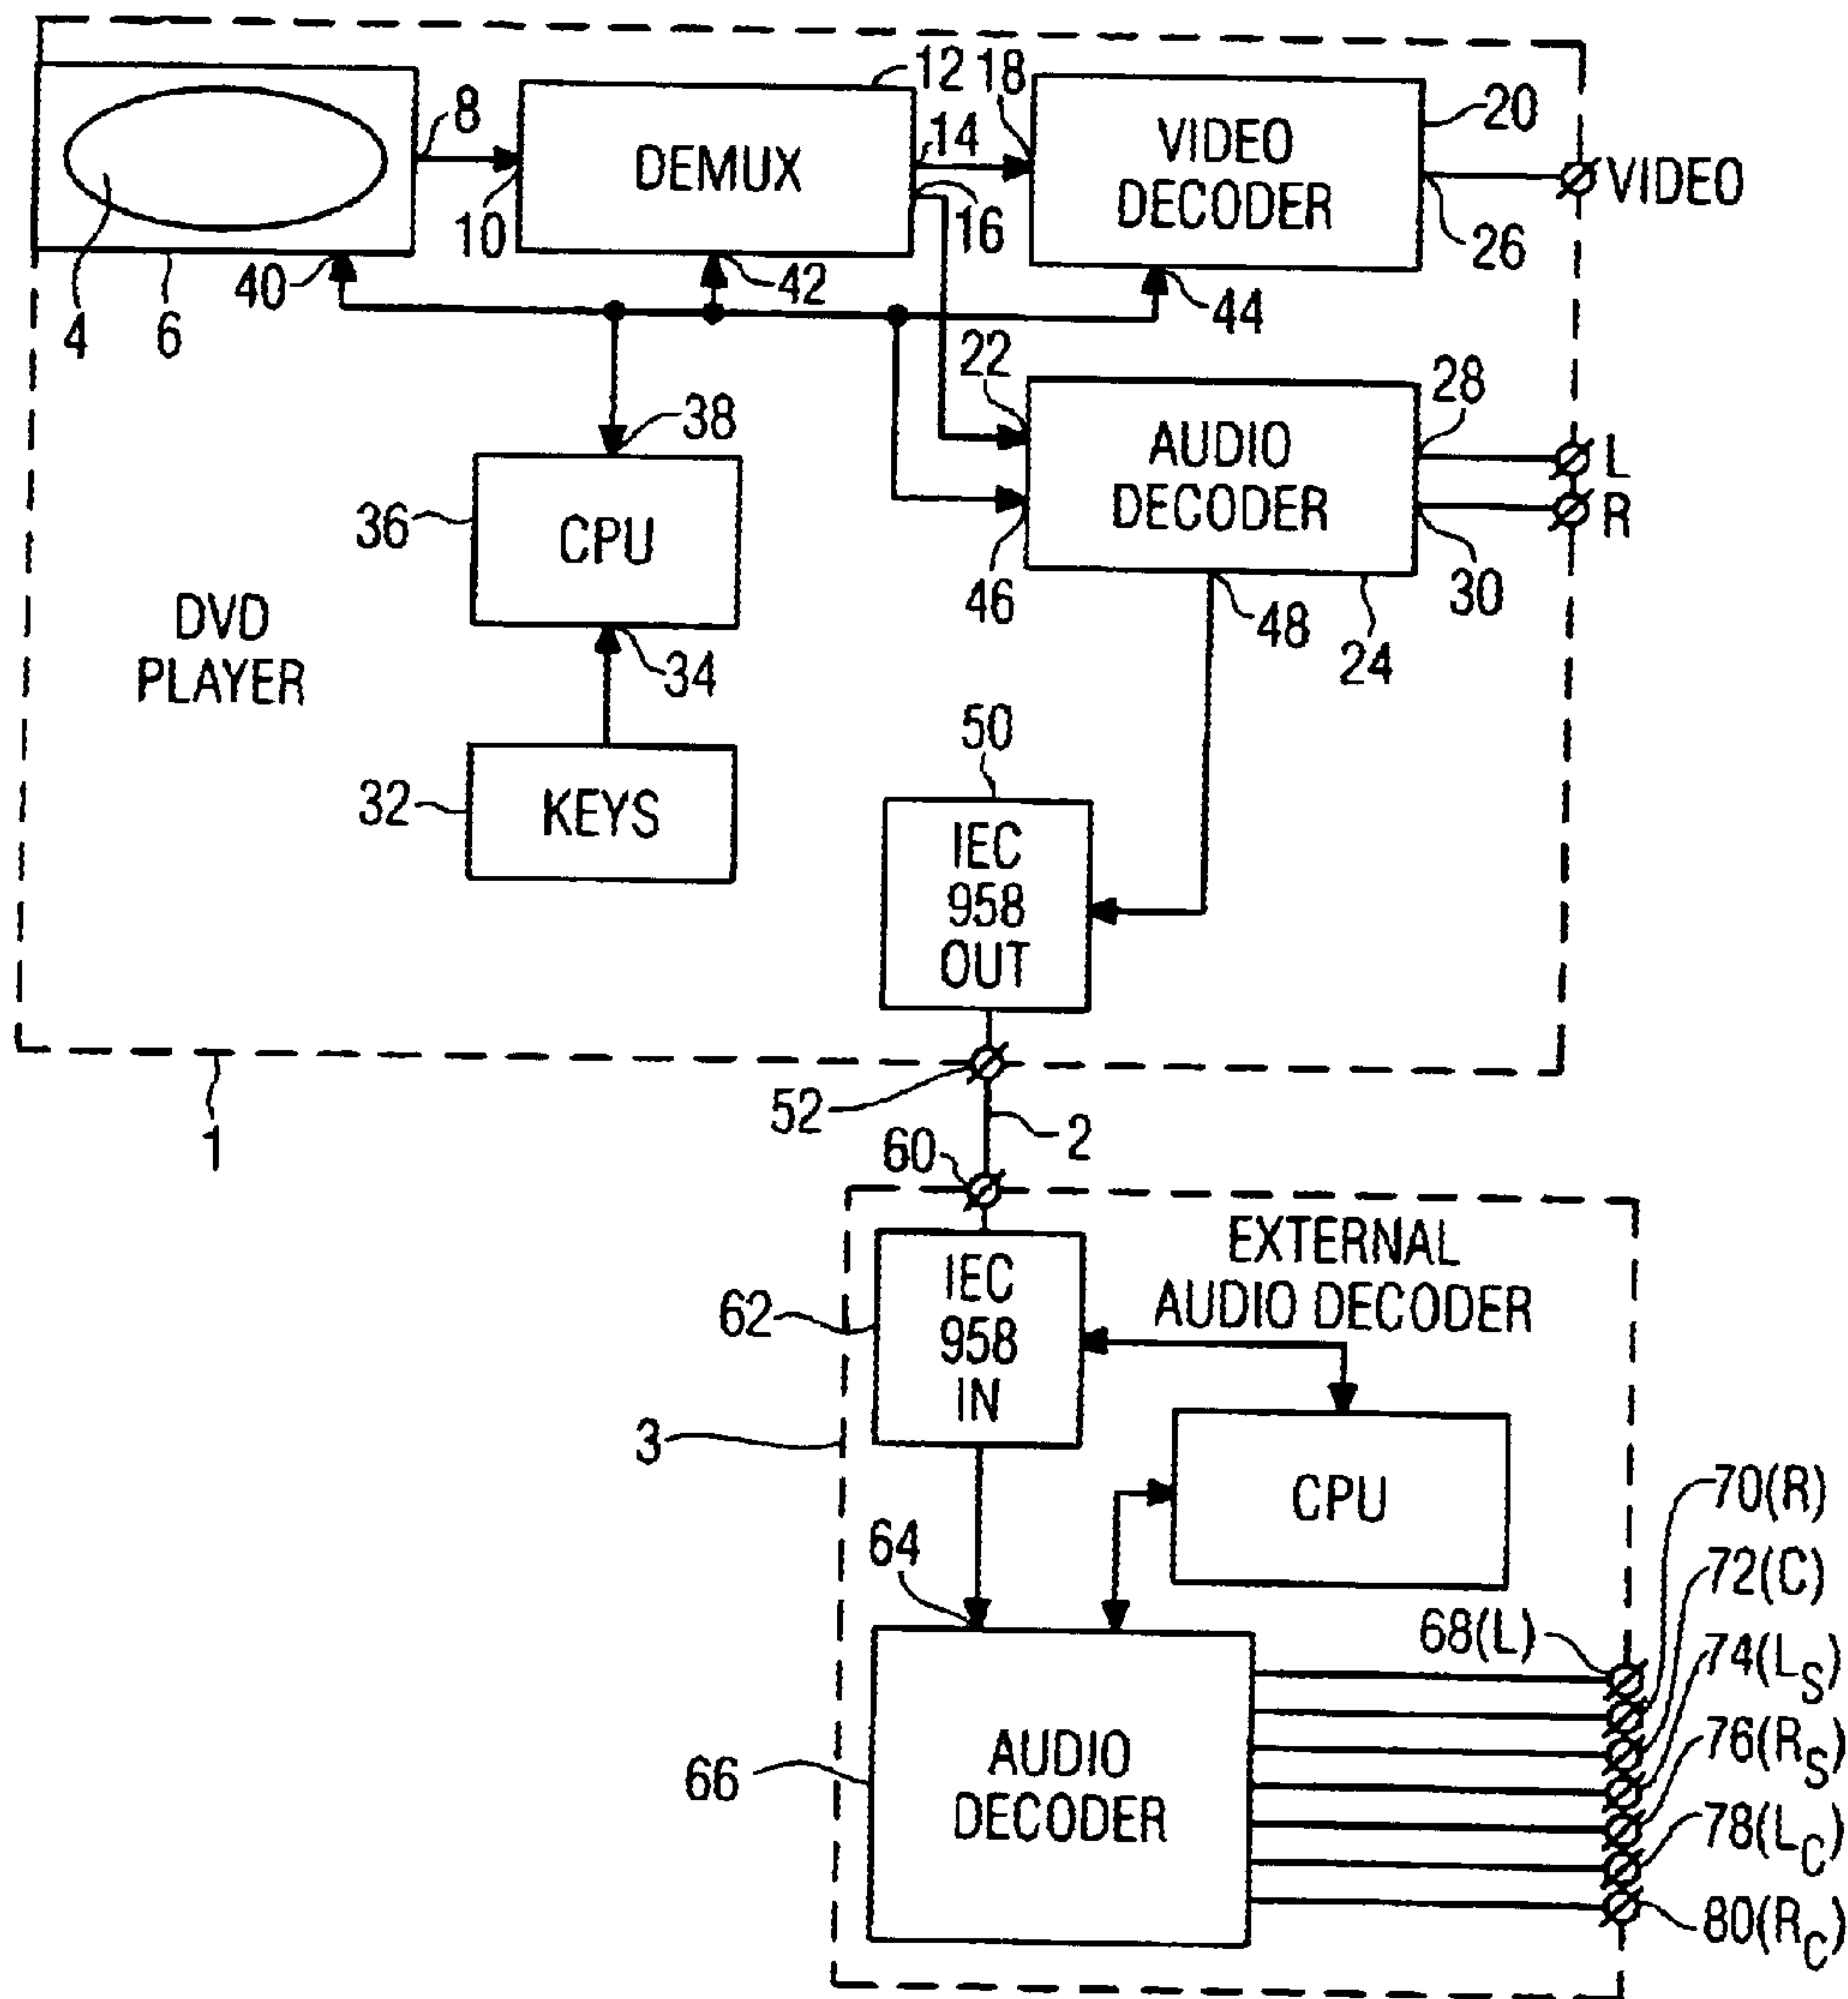 12
18
8
DEMUX
14
VIDEO
DECODER
20
VIDEO
10
16
26
40
42
44
4
6
22
28
38
AUDIO
DECODER
L
R
36
CPU
46
48
30
24
DVD
PLAYER
34
50
32
KEYS
IEC
958
OUT
1
52
2
60
EXTERNAL
AUDIO DECODER
62
IEC
958
IN
3
CPU
70(R)
64
72(C)
68(L)
74(LS)
76(RS)
66
AUDIO
DECODER
78(LC)
80(RC)